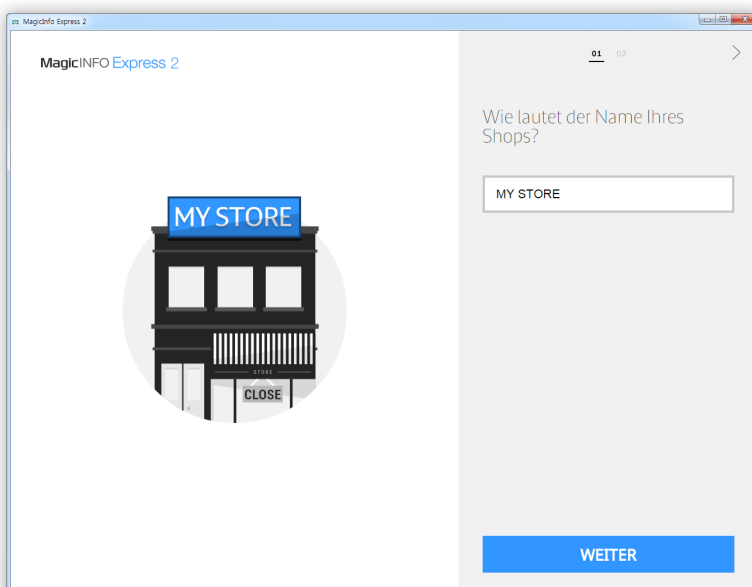 MagicInfo Express 2
MagicINFO Express 2
01 02
Wie lautet der Name Ihres
Shops?
MY STORE
MY STORE
STORE
CLOSE
WEITER